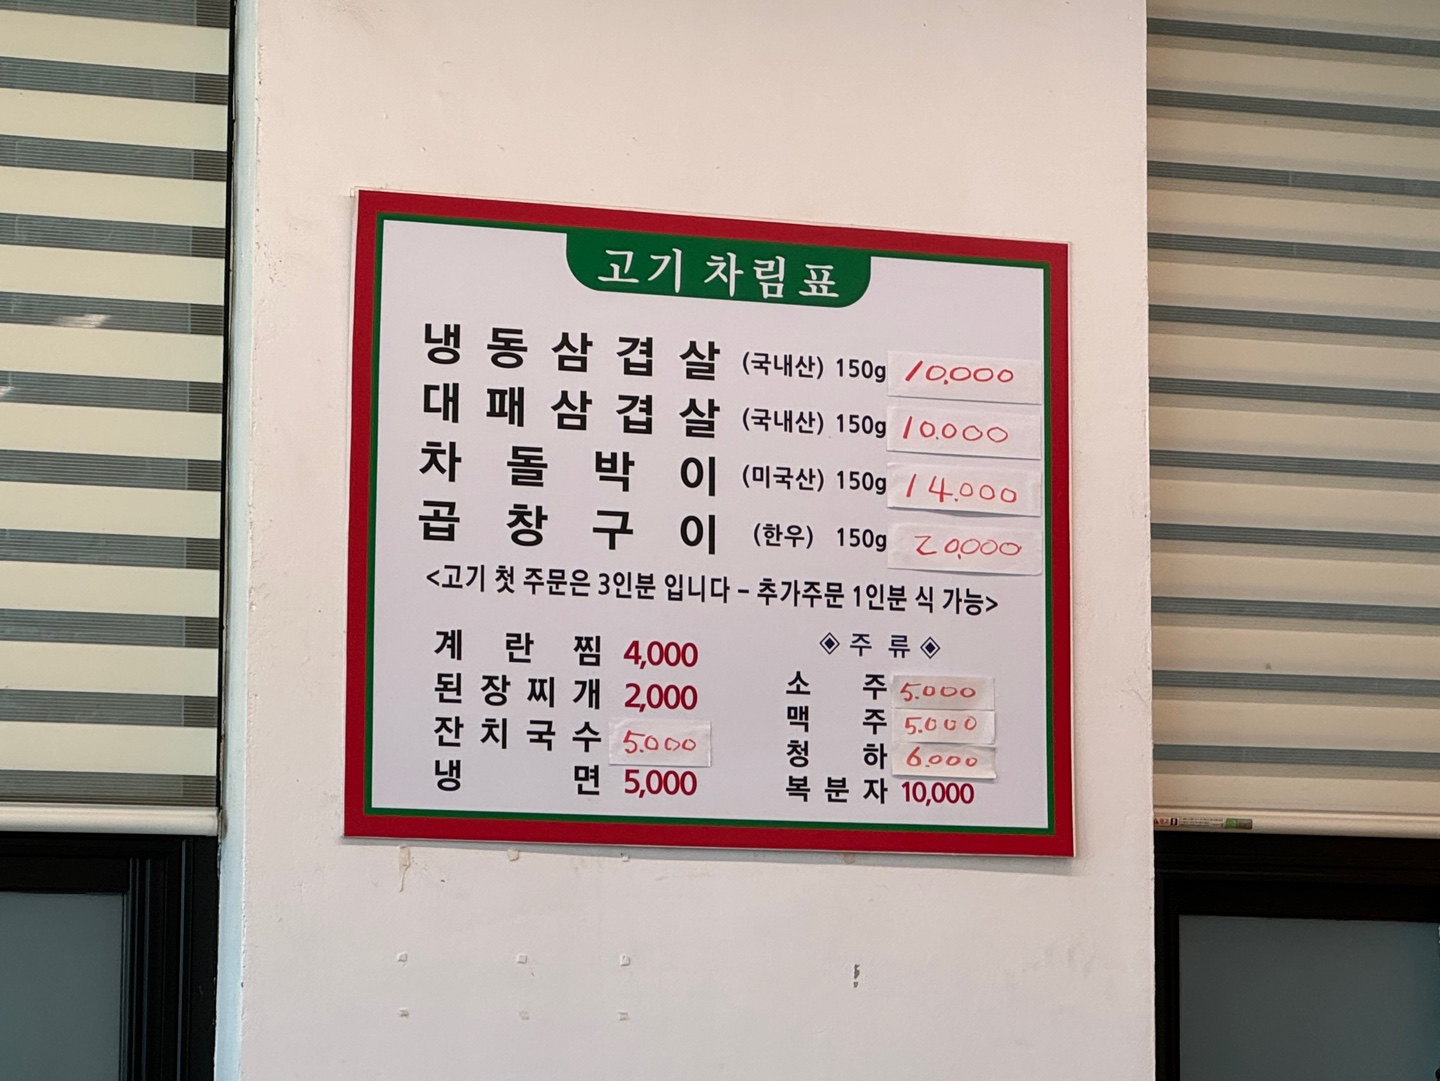 고기 차림표
냉동삼겹살 (국내산) 150g 10,000
대패삼겹살 (국내산) 150g 10.000
차돌박이 (미국산) 150g 14.000
곱창구이 (한우) 150g 20,000
<고기 첫 주문은 3인분 입니다 - 추가주문 1인분 식 가능>
계란찜 4,000
된장찌개 2,000
잔치국수 5.000
냉면 5,000
◈ 주류 ◈
소주 5.000
맥주 5.000
청하 6.000
복분자 10,000